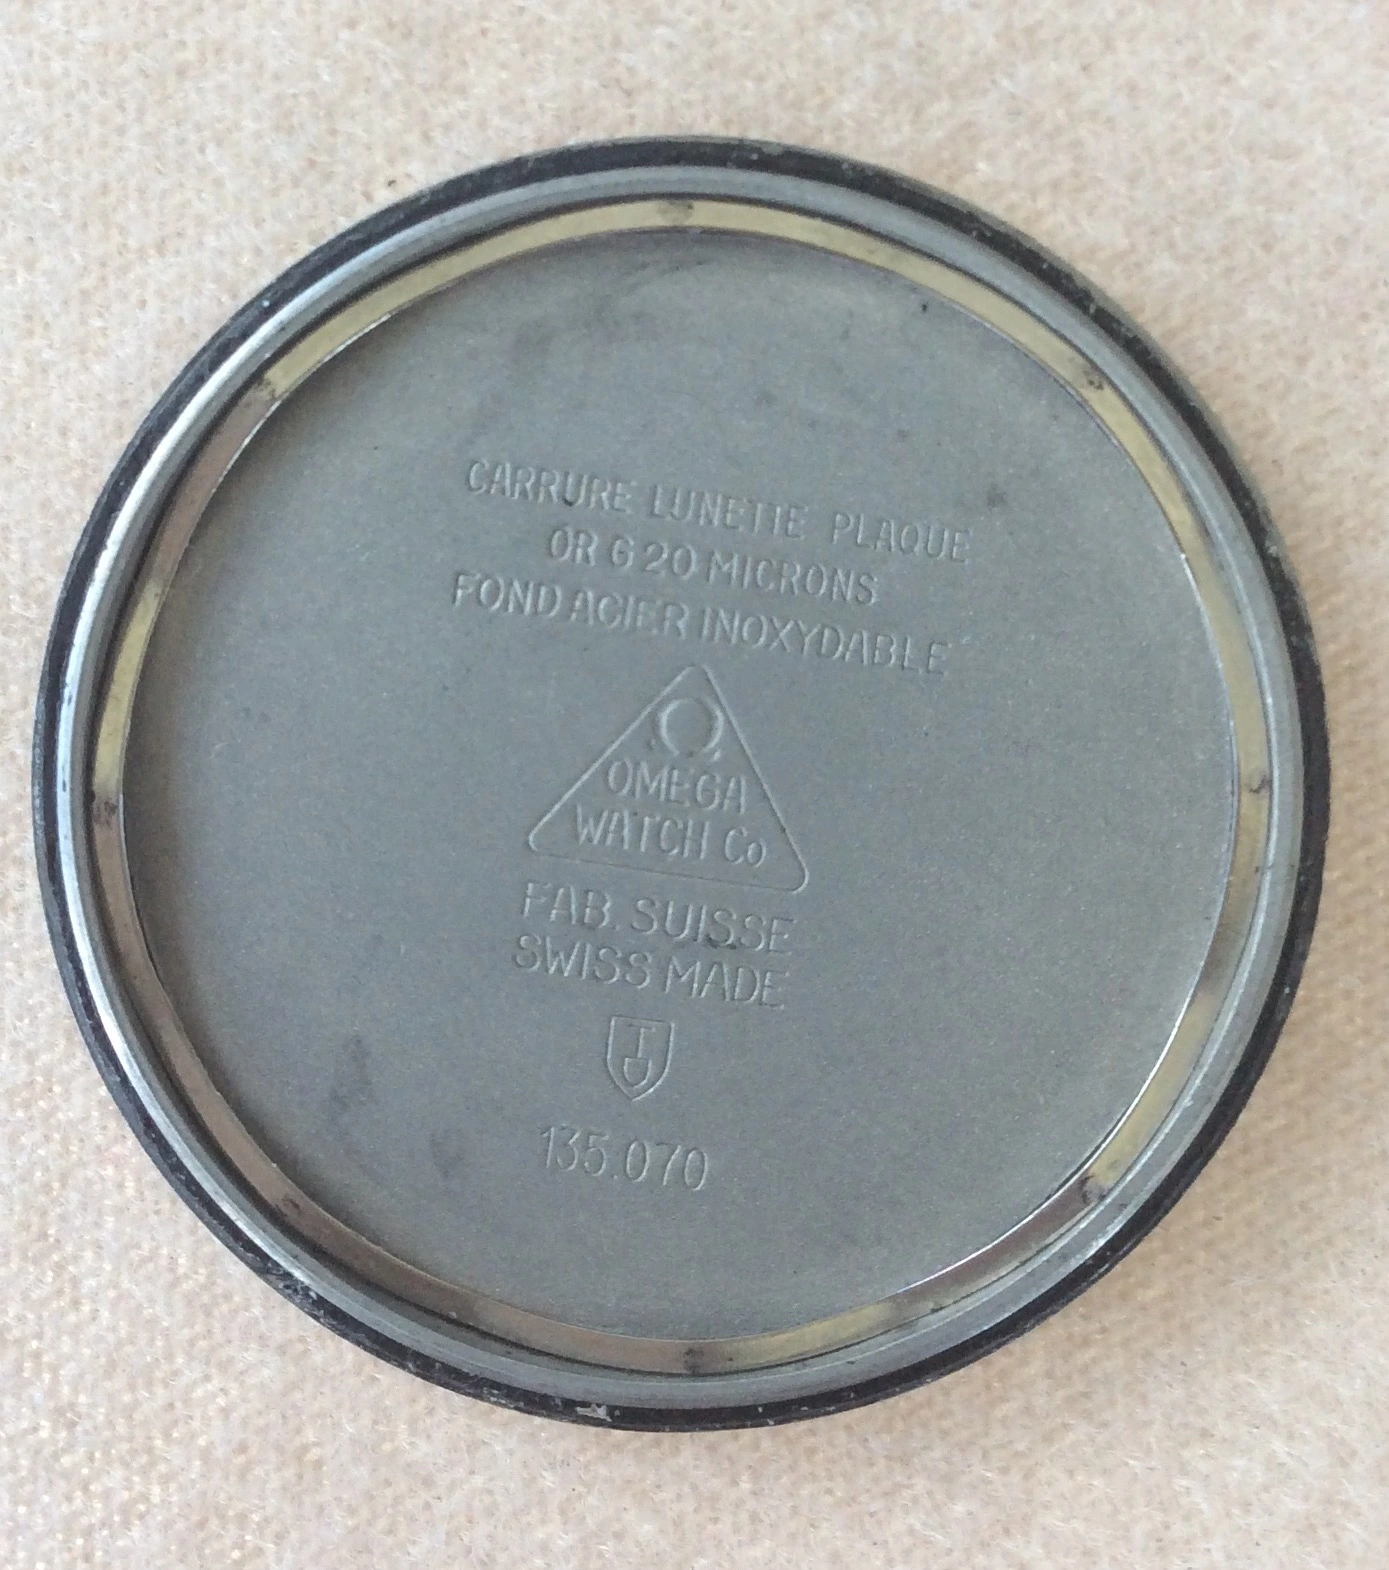 CARRURE LUNETTE PLAQUE
OR G 20 MICRONS
FOND ACIER INOXYDABLE
Ω
OMEGA
WATCH Co
FAB. SUISSE
SWISS MADE
135.070